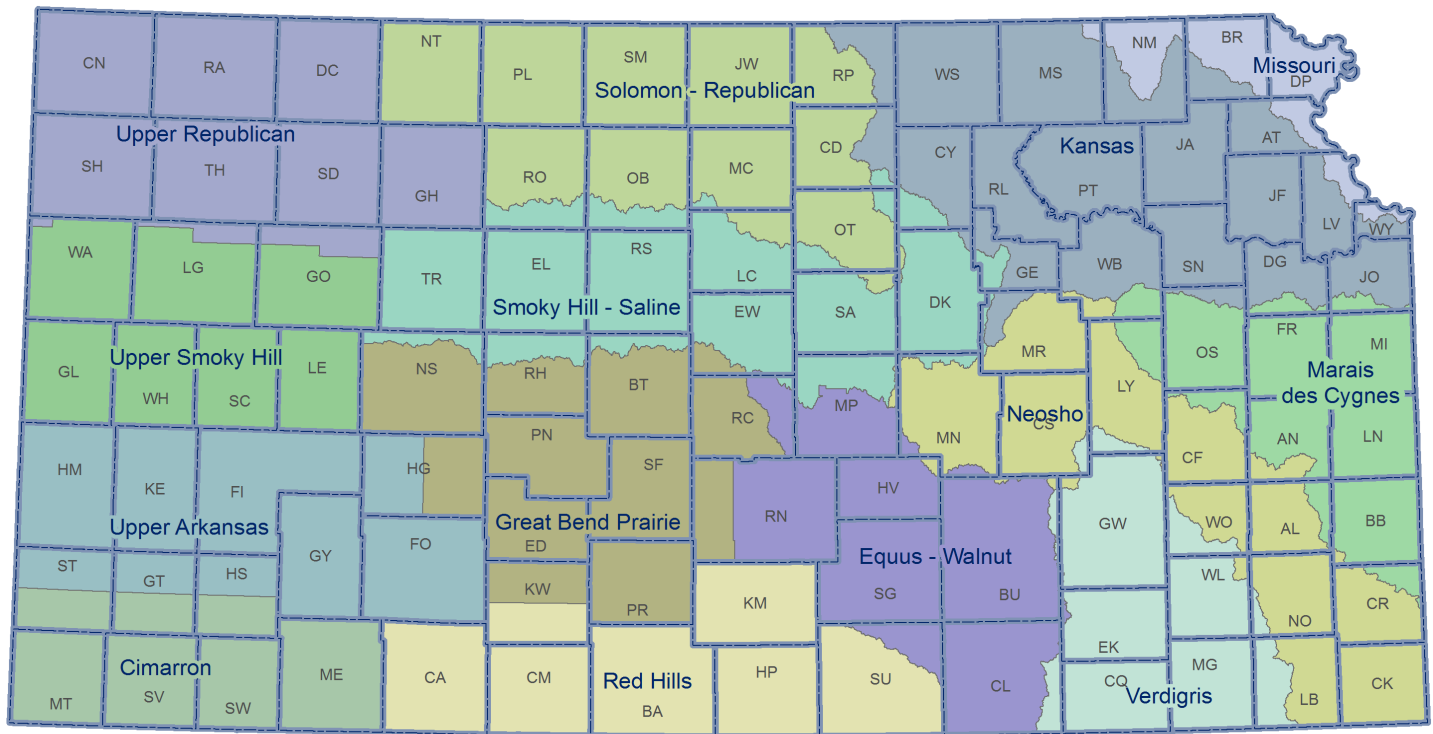 NT
SM
JW
RP
WS
MS
NM
BR
Missouri
DP
CN
RA
DC
PL
Solomon - Republican
Upper Republican
Kansas
SH
TH
SD
GH
RO
OB
MC
CD
CY
RL
PT
JA
AT
JF
LV
WY
WA
LG
GO
TR
EL
RS
LC
OT
GE
WB
SN
DG
JO
Smoky Hill - Saline
EW
SA
DK
Upper Smoky Hill
GL
WH
SC
LE
NS
RH
BT
RC
MP
MR
LY
OS
FR
MI
Marais
des Cygnes
Neosho
MN
CS
CF
AN
LN
HM
KE
FI
HG
PN
SF
RN
HV
GW
WO
AL
BB
Upper Arkansas
Great Bend Prairie
Equus - Walnut
ST
GT
HS
GY
FO
ED
KW
PR
KM
SG
BU
WL
EK
NO
CR
Cimarron
Red Hills
Verdigris
MT
SV
SW
ME
CA
CM
BA
HP
SU
CL
CQ
MG
LB
CK